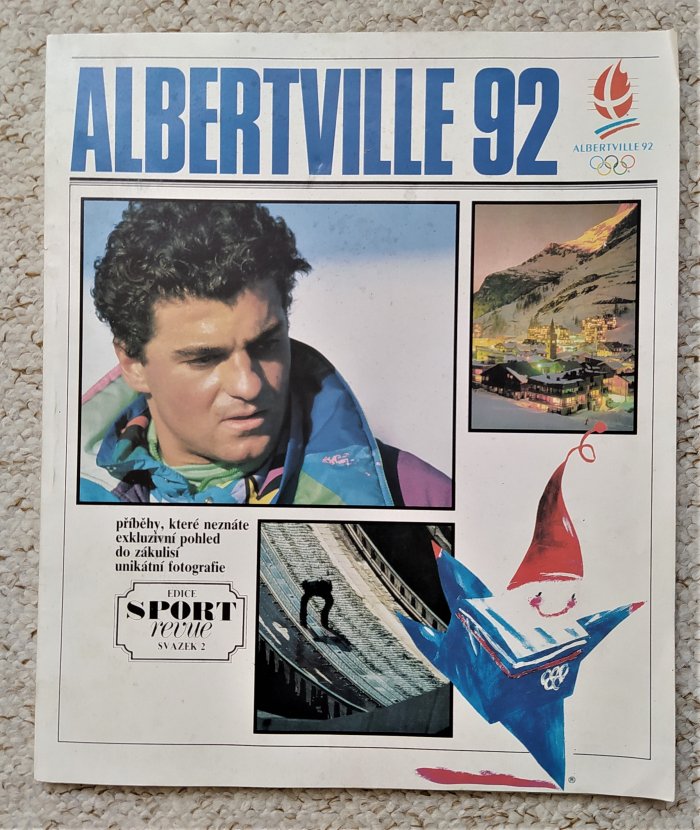 ALBERTVILLE 92
ALBERTVILLE 92
příběhy, které neznáte
exkluzivní pohled
do zákulisí
unikátní fotografie
EDICE
SPORT
revue
SVAZEK 2
®